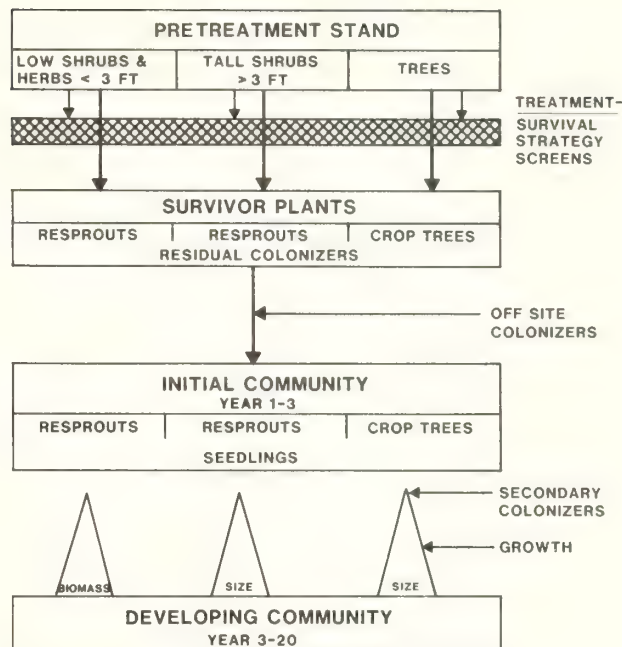 PRETREATMENT STAND
LOW SHRUBS &
HERBS < 3 FT
TALL SHRUBS
> 3 FT
TREES
TREATMENT-
SURVIVAL
STRATEGY
SCREENS
SURVIVOR PLANTS
RESPROUTS
RESPROUTS
CROP TREES
RESIDUAL COLONIZERS
OFF SITE
COLONIZERS
INITIAL COMMUNITY
YEAR 1-3
RESPROUTS
RESPROUTS
CROP TREES
SEEDLINGS
SECONDARY
COLONIZERS
GROWTH
BIOMASS
SIZE
SIZE
DEVELOPING COMMUNITY
YEAR 3-20